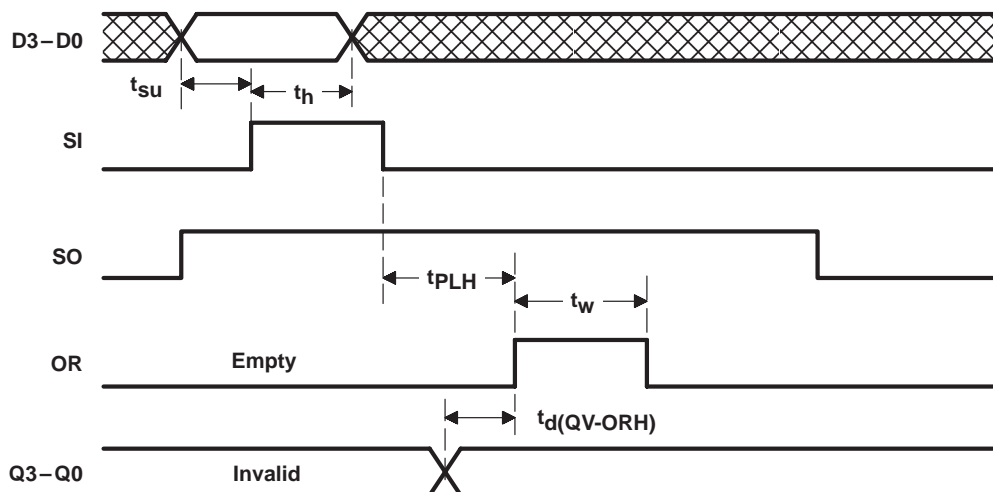 D3–D0
tsu
th
SI
SO
tPLH
tw
OR
Empty
td(QV-ORH)
Q3–Q0
Invalid